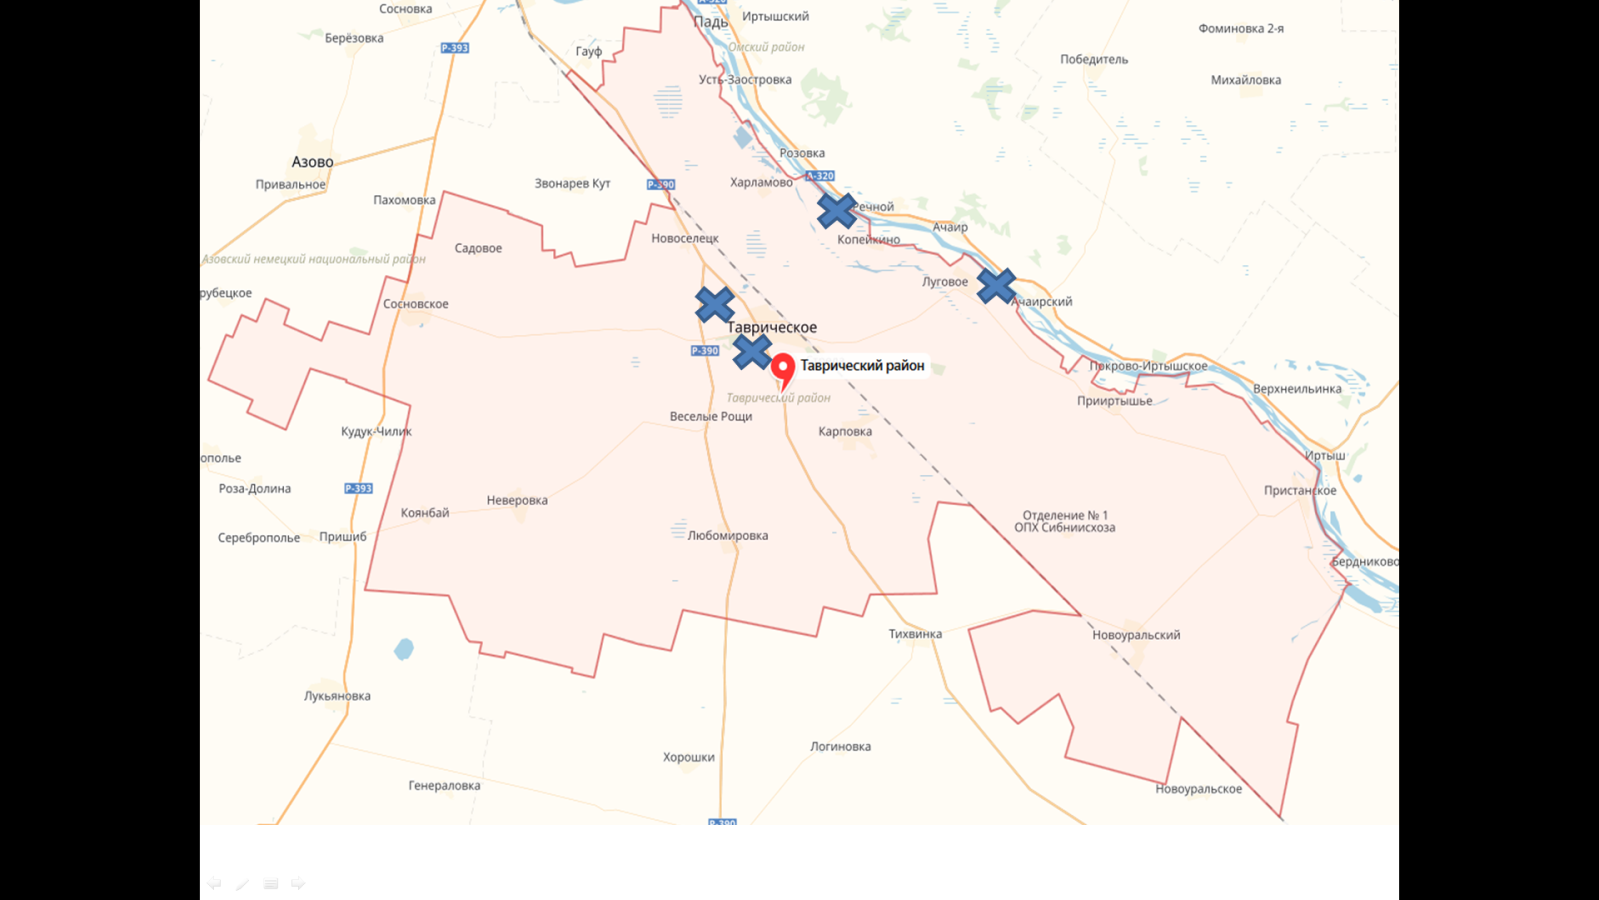 А-320
Сосновка
Падь
Иртышский
Фоминовка 2-я
Берёзовка
Р-393
Гауф
Омский район
Победитель
Усть-Заостровка
Михайловка
Розовка
Азово
А-320
Привальное
Звонарев Кут
Р-390
Харламово
Пахомовка
Речной
Ачаир
Новоселецк
Копейкино
Садовое
Азовский немецкий национальный район
Луговое
рубецкое
Сосновское
Ачаирский
Таврическое
Р-390
Таврический район
Покрово-Иртышское
Верхнеильинка
Таврический район
Прииртышье
Веселые Рощи
Кудук-Чилик
Карповка
Иртыш
ополье
Роза-Долина
Р-393
Пристанское
Неверовка
Коянбай
Отделение № 1
ОПХ Сибниисхоза
Сереброполье
Пришиб
Любомировка
Бердниково
Тихвинка
Новоуральский
Лукьяновка
Логиновка
Хорошки
Генераловка
Новоуральское
Р-390